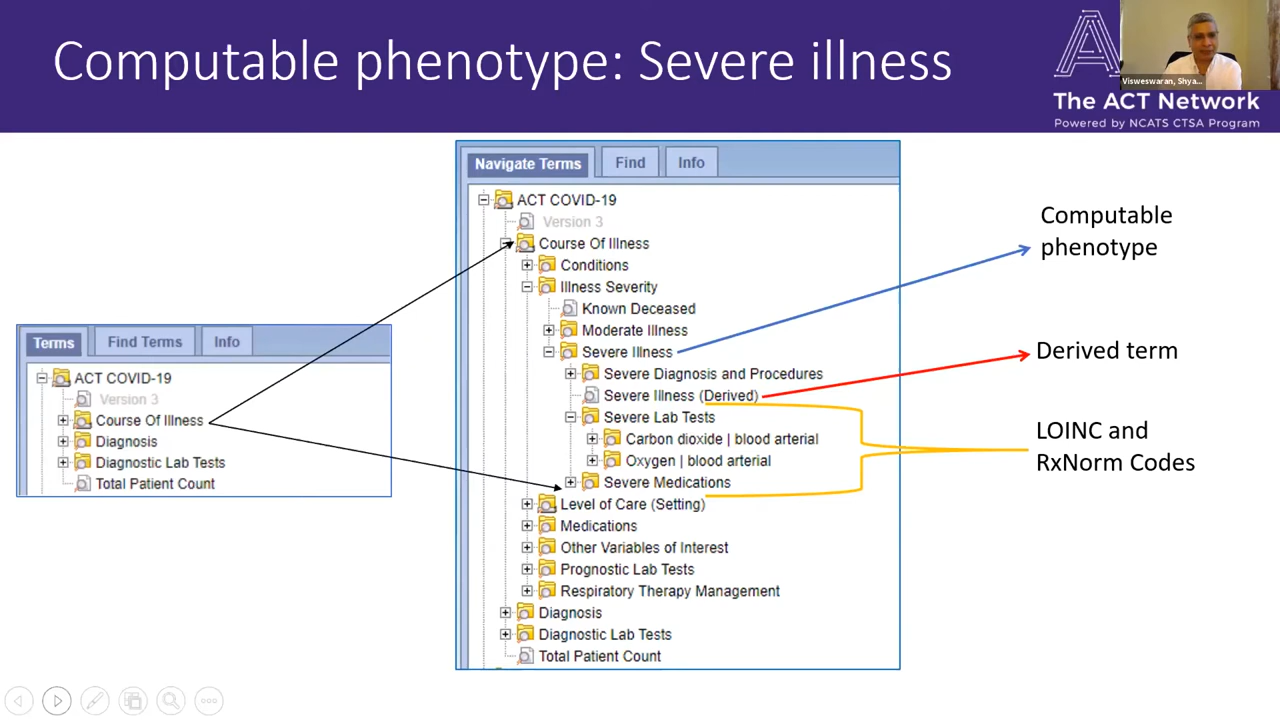 Computable phenotype: Severe illness
Visweswaran, Shya...
The ACT Network
Powered by NCATS CTSA Program
Terms
Find Terms
Info
ACT COVID-19
Version 3
Course Of Illness
Diagnosis
Diagnostic Lab Tests
Total Patient Count
Navigate Terms
Find
Info
ACT COVID-19
Version 3
Course Of Illness
Conditions
Illness Severity
Known Deceased
Moderate Illness
Severe Illness
Severe Diagnosis and Procedures
Severe Illness (Derived)
Severe Lab Tests
Carbon dioxide | blood arterial
Oxygen | blood arterial
Severe Medications
Level of Care (Setting)
Medications
Other Variables of Interest
Prognostic Lab Tests
Respiratory Therapy Management
Diagnosis
Diagnostic Lab Tests
Total Patient Count
Computable
phenotype
Derived term
LOINC and
RxNorm Codes